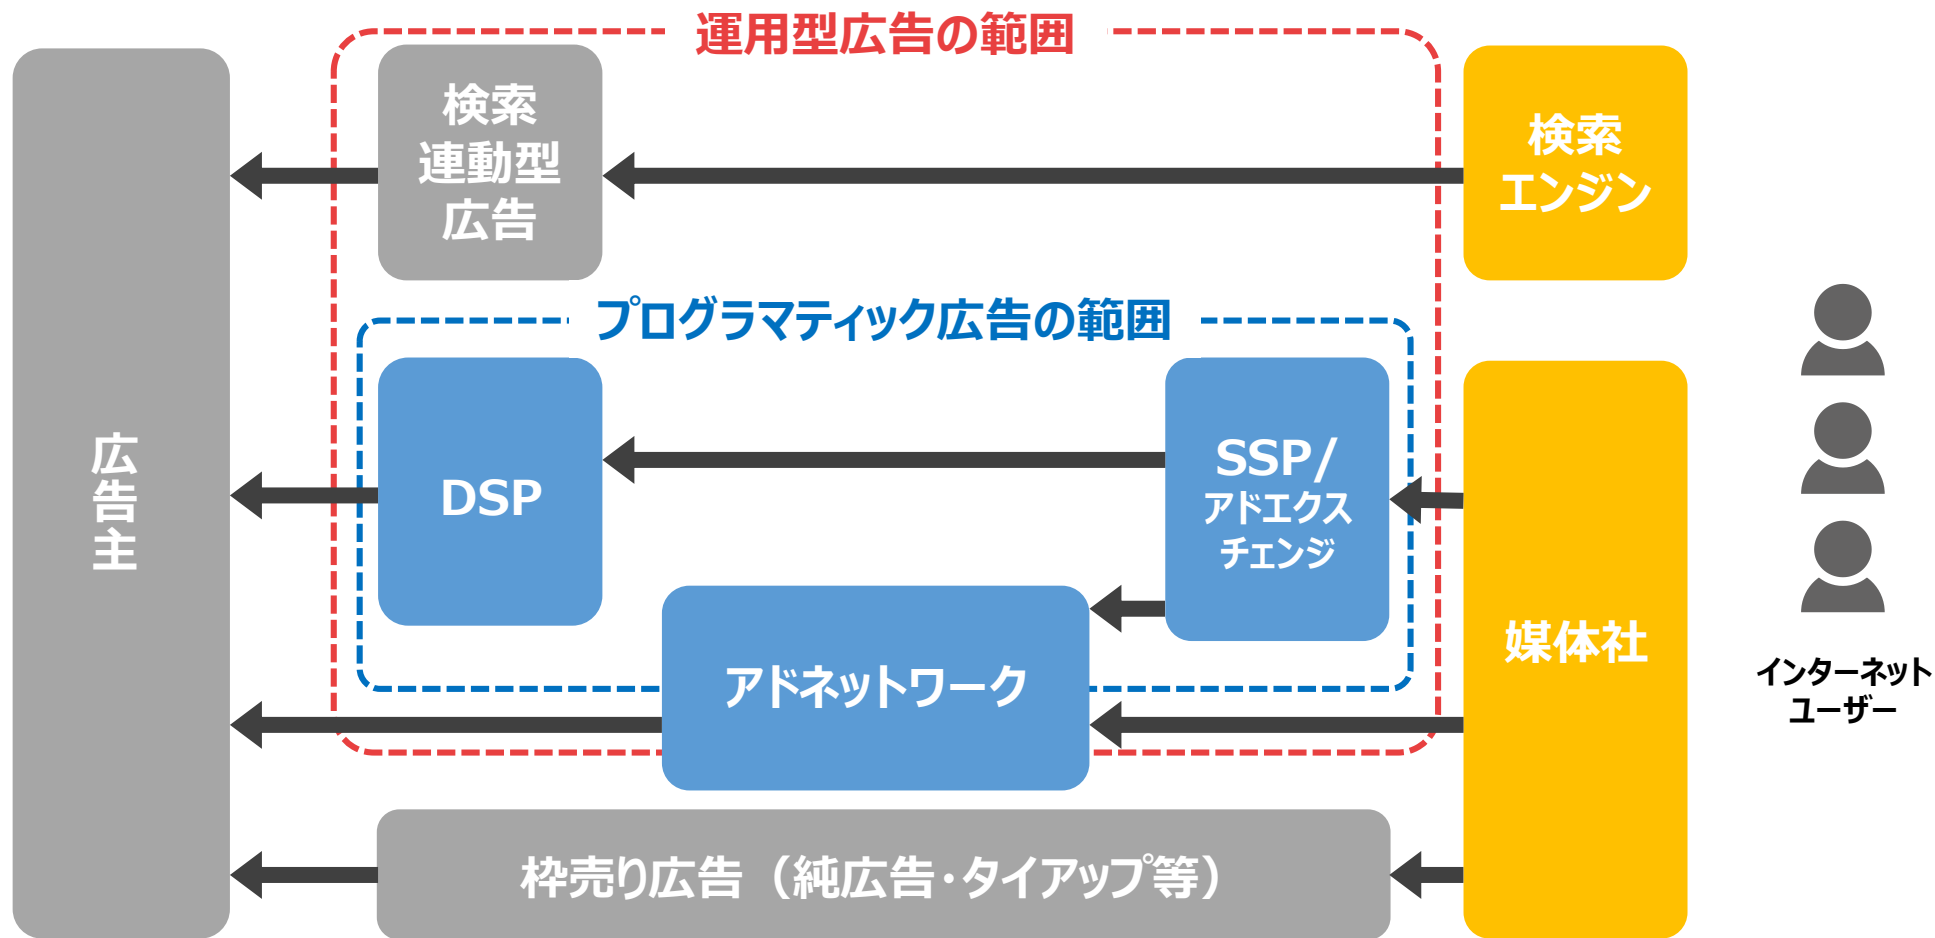 運用型広告の範囲
検索
連動型
広告
検索
エンジン
プログラマティック広告の範囲
広告主
DSP
SSP/
アドエクス
チェンジ
アドネットワーク
媒体社
インターネット
ユーザー
枠売り広告（純広告・タイアップ等）